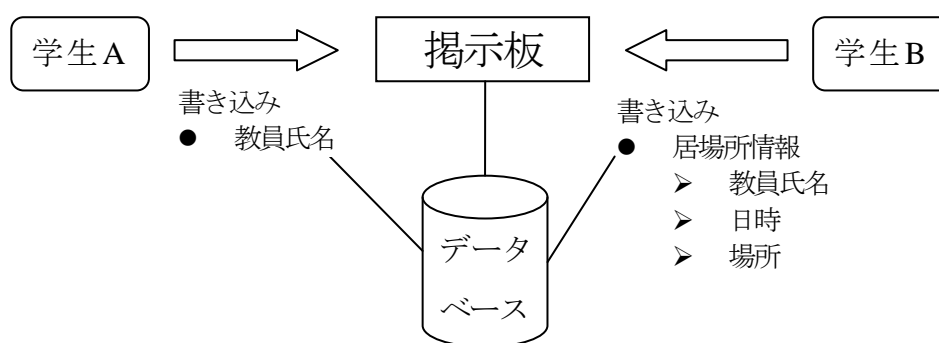 学生A
掲示板
学生B
書き込み
● 教員氏名
書き込み
● 居場所情報
➢ 教員氏名
➢ 日時
➢ 場所
データ
ベース